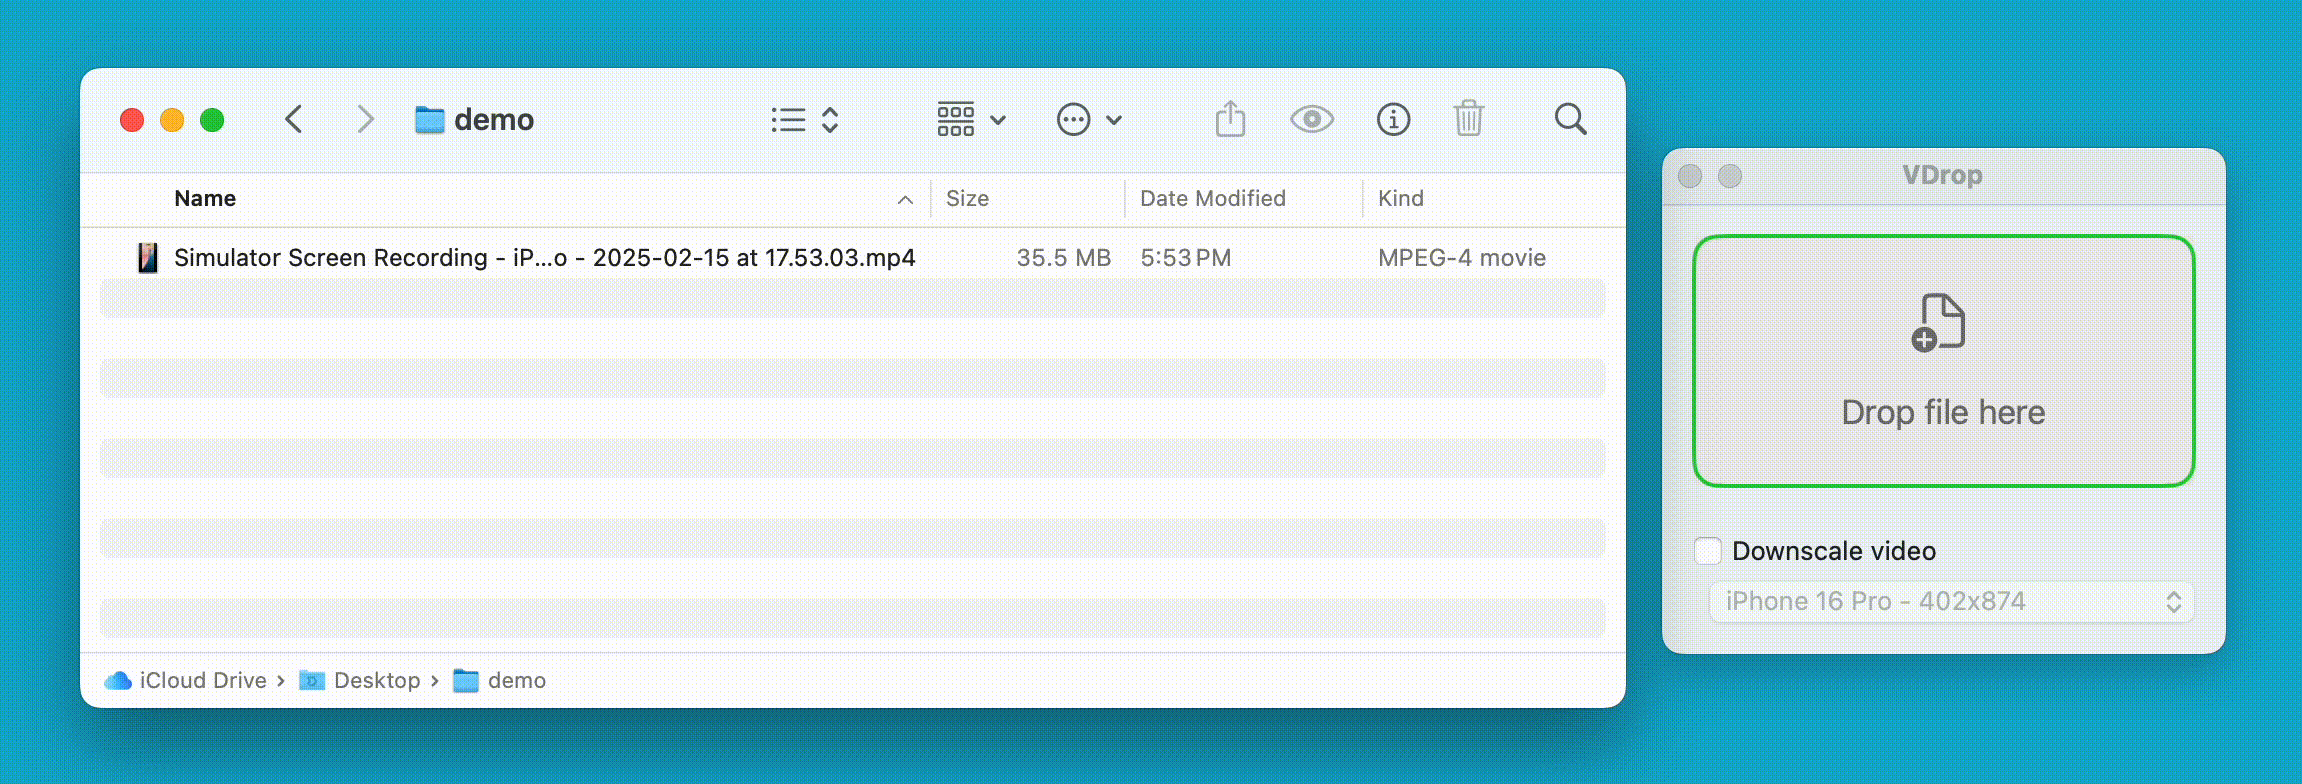 demo
Name Size Date Modified Kind
Simulator Screen Recording - iP...o - 2025-02-15 at 17.53.03.mp4 35.5 MB 5:53 PM MPEG-4 movie
iCloud Drive › Desktop › demo
VDrop
Drop file here
Downscale video
iPhone 16 Pro - 402x874